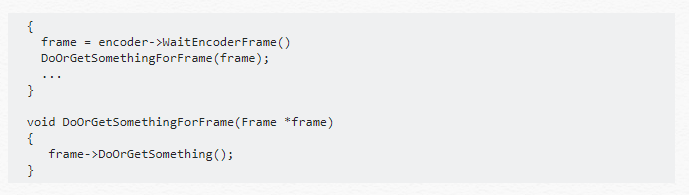 {
  frame = encoder->WaitEncoderFrame()
  DoOrGetSomethingForFrame(frame);
  ...
}

void DoOrGetSomethingForFrame(Frame *frame)
{
   frame->DoOrGetSomething();
}